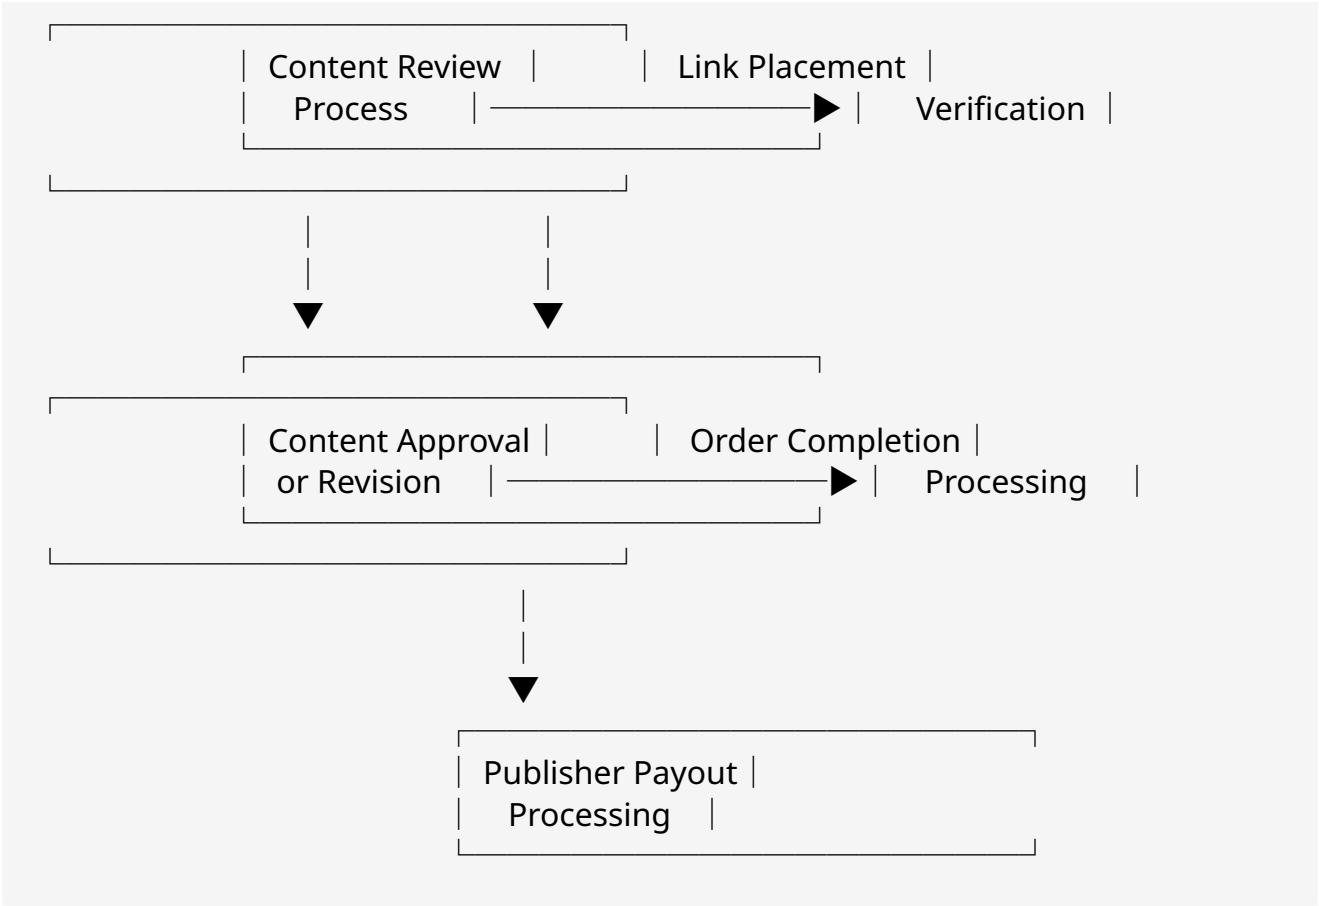 Content Review Link Placement
Process Verification
Content Approval Order Completion
or Revision Processing
Publisher Payout
Processing